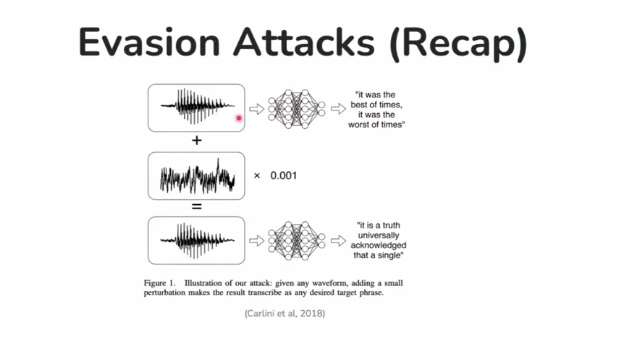 Evasion Attacks (Recap)
"it was the
best of times,
it was the
worst of times"
+
× 0.001
=
"it is a truth
universally
acknowledged
that a single"
Figure 1. Illustration of our attack: given any waveform, adding a small
perturbation makes the result transcribe as any desired target phrase.
(Carlini et al, 2018)